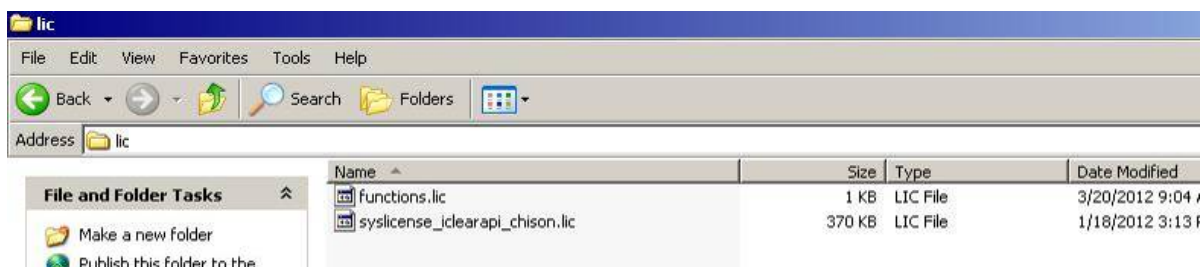 lic
File Edit View Favorites Tools Help
Back Search Folders
Address lic
Name Size Type Date Modified
File and Folder Tasks
functions.lic 1 KB LIC File 3/20/2012 9:04
syslicense_iclearapi_chison.lic 370 KB LIC File 1/18/2012 3:13
Make a new folder
Publish this folder to the